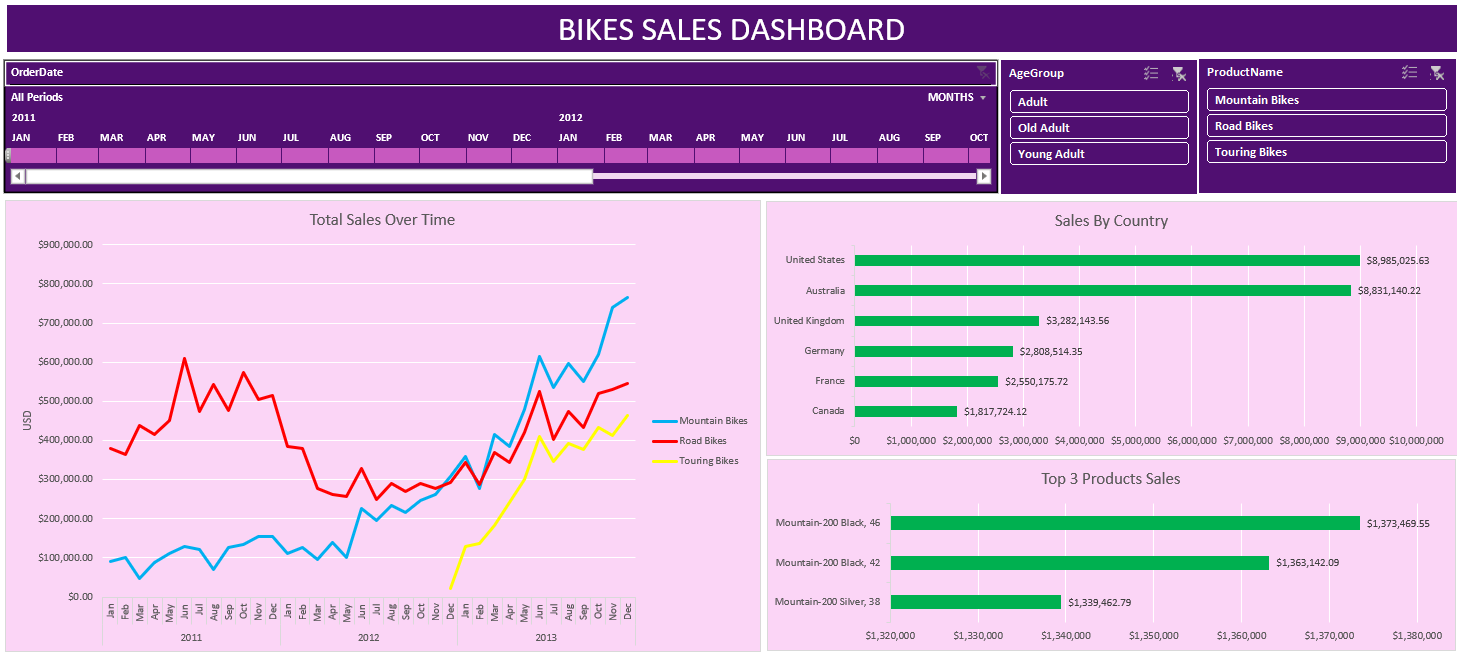 BIKES SALES DASHBOARD
OrderDate
All Periods MONTHS
2011 2012
JAN FEB MAR APR MAY JUN JUL AUG SEP OCT NOV DEC JAN FEB MAR APR MAY JUN JUL AUG SEP OCT
AgeGroup
Adult
Old Adult
Young Adult
ProductName
Mountain Bikes
Road Bikes
Touring Bikes
Total Sales Over Time
$900,000.00
$800,000.00
$700,000.00
$600,000.00
$500,000.00
$400,000.00
$300,000.00
$200,000.00
$100,000.00
$0.00
USD
Jan Feb Mar Apr May Jun Jul Aug Sep Oct Nov Dec Jan Feb Mar Apr May Jun Jul Aug Sep Oct Nov Dec Jan Feb Mar Apr May Jun Jul Aug Sep Oct Nov Dec
2011 2012 2013
Mountain Bikes
Road Bikes
Touring Bikes
Sales By Country
United States $8,985,025.63
Australia $8,831,140.22
United Kingdom $3,282,143.56
Germany $2,808,514.35
France $2,550,175.72
Canada $1,817,724.12
$0 $1,000,000 $2,000,000 $3,000,000 $4,000,000 $5,000,000 $6,000,000 $7,000,000 $8,000,000 $9,000,000 $10,000,000
Top 3 Products Sales
Mountain-200 Black, 46 $1,373,469.55
Mountain-200 Black, 42 $1,363,142.09
Mountain-200 Silver, 38 $1,339,462.79
$1,320,000 $1,330,000 $1,340,000 $1,350,000 $1,360,000 $1,370,000 $1,380,000